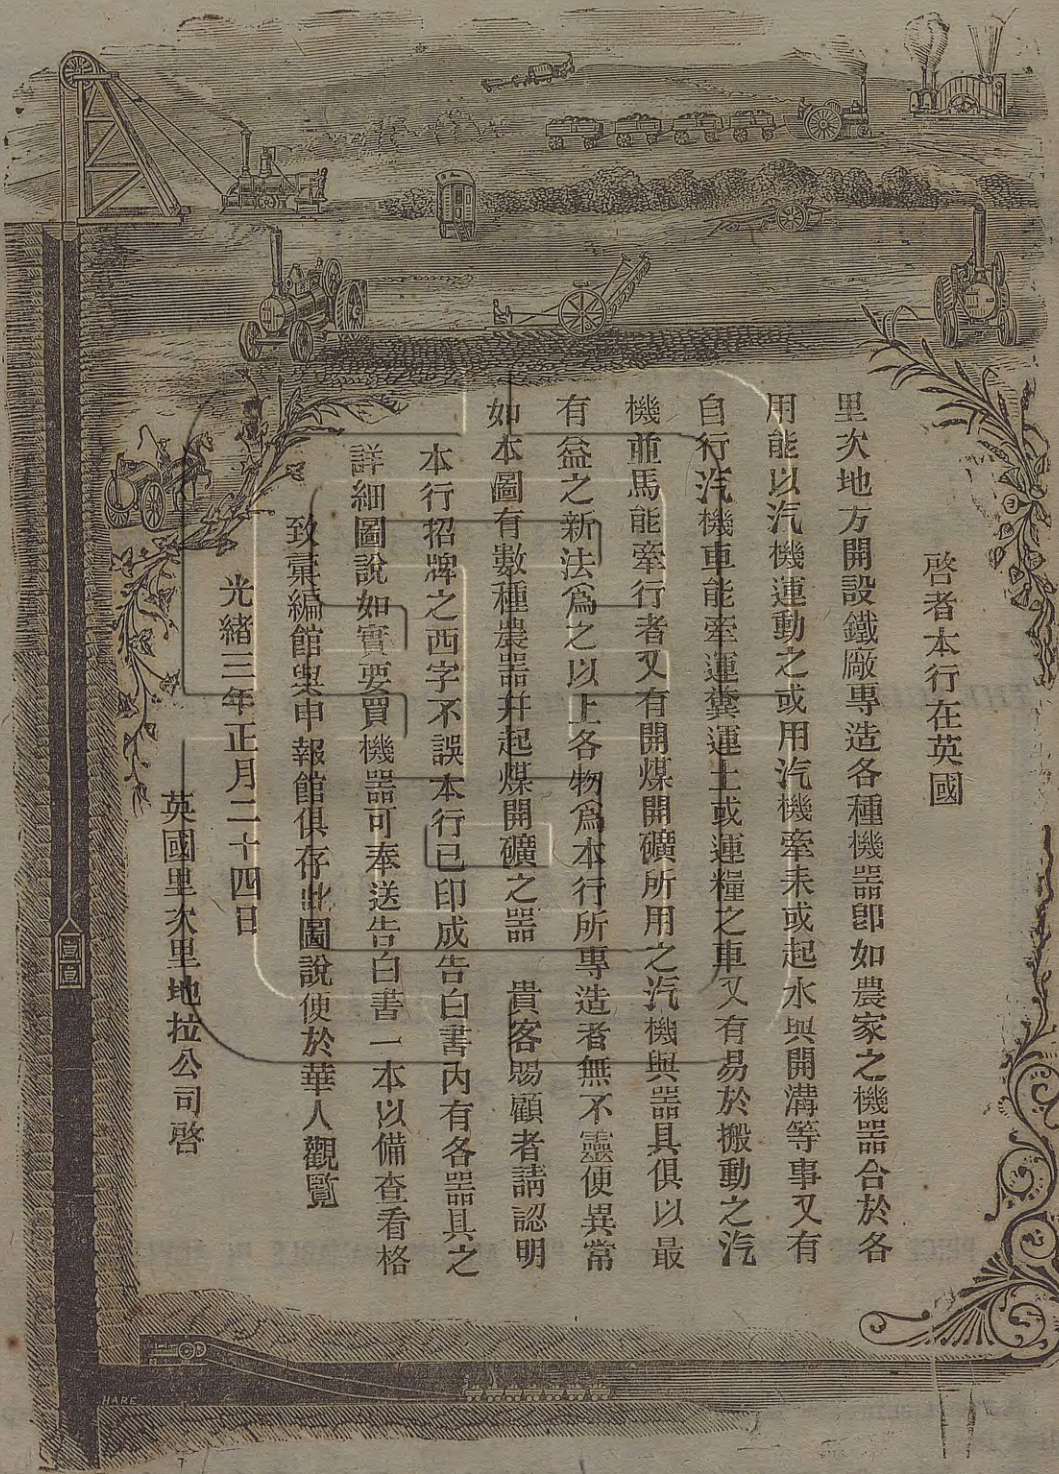 啓者本行在英國
里次地方開設鐵廠專造各種機器卽如農家之機器合於各
用能以汽機運動之或用汽機牽耒或起水與開溝等事又有
自行汽機車能牽運糞運土或運糧之車又有易於搬動之汽
機並馬能牽行者又有開煤開礦所用之汽機與器具俱以最
有益之新法爲之以上各物爲本行所專造者無不靈便異常
如本圖有數種農器幷起煤開礦之器　貴客賜顧者請認明
本行招牌之西字不誤本行已印成告白書內有各器具之
詳細圖說如實要買機器可奉送告白書一本以備查看格
致彙編館與申報館俱存此圖說便於華人觀覽
光緒三年正月二十四日
英國里次里地拉公司啓
HARE